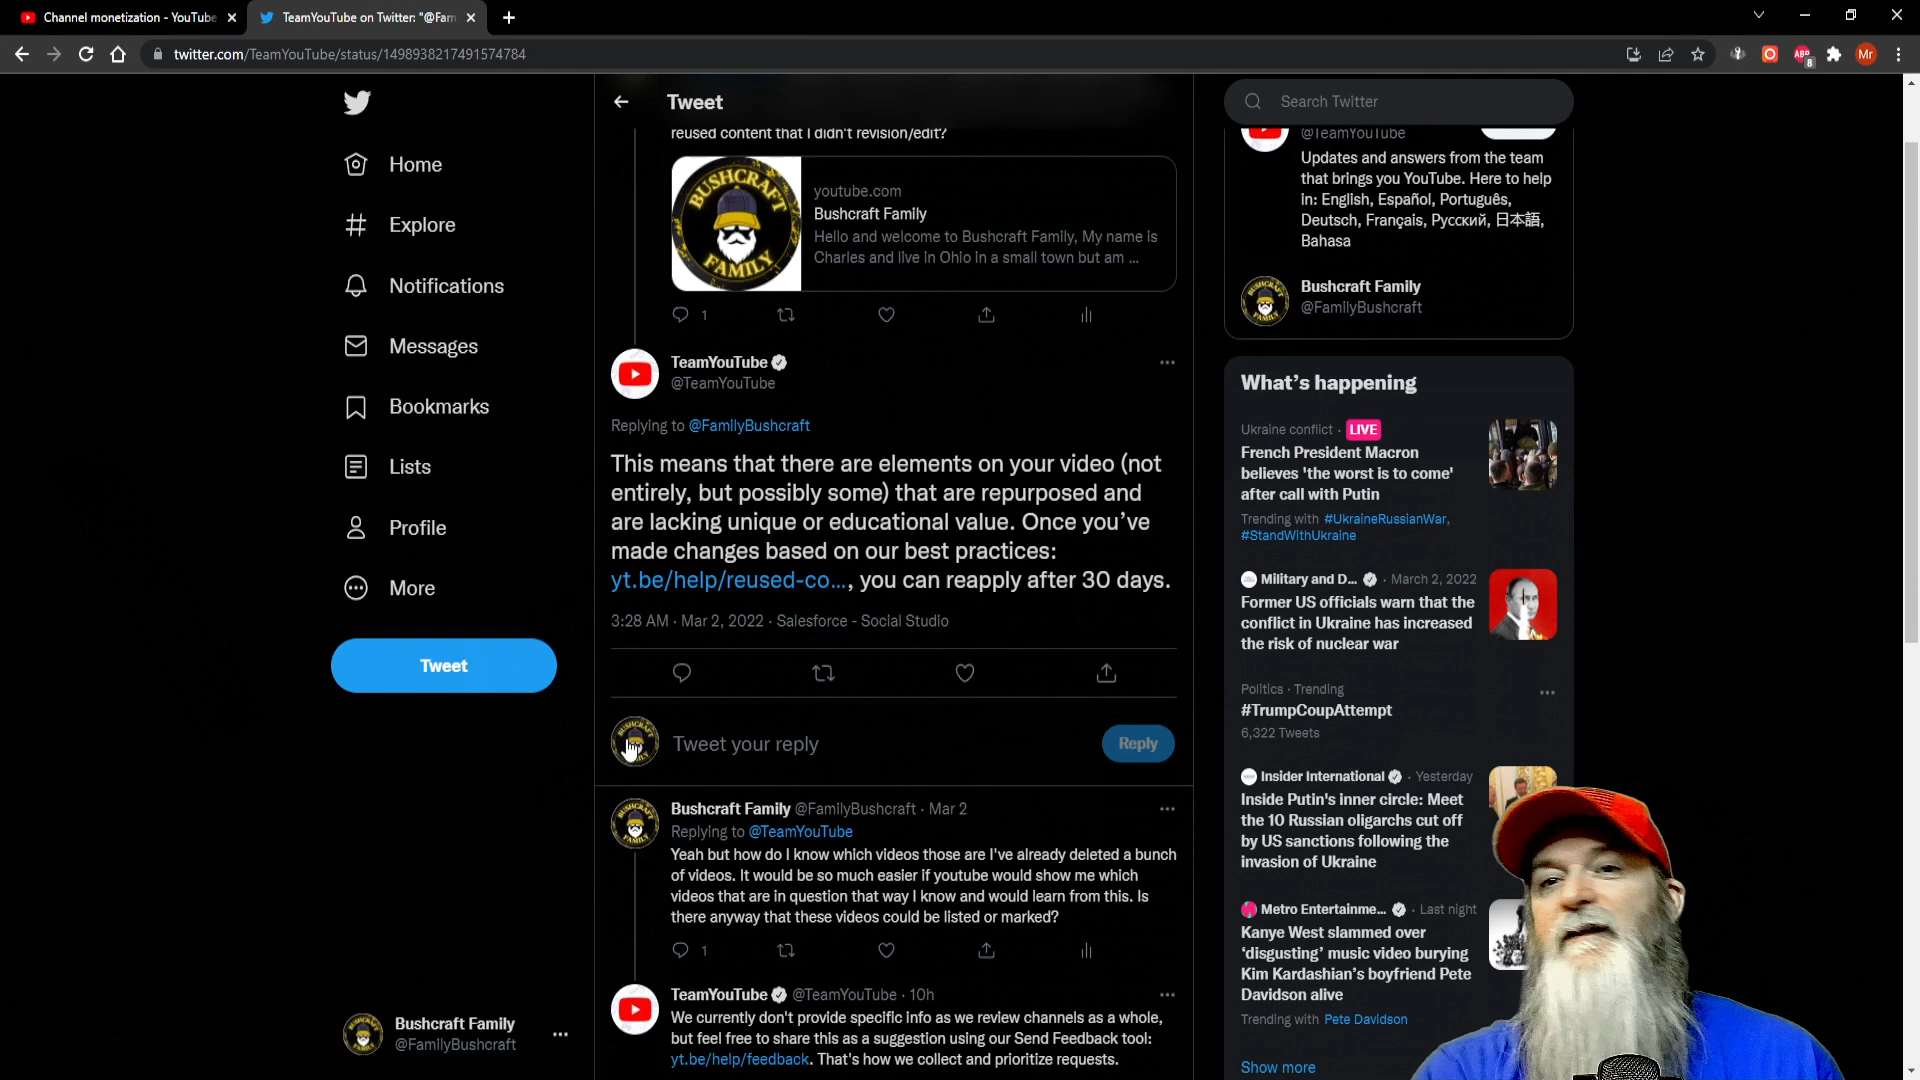 Channel monetization - YouTube
TeamYouTube on Twitter: "@Fam
twitter.com/TeamYouTube/status/1498938217491574784
ABP
8
Mr
Home
Explore
Notifications
Messages
Bookmarks
Lists
Profile
More
Tweet
Bushcraft Family
@FamilyBushcraft
Tweet
reused content that I didn't revision/edit?
BUSHCRAFT
FAMILY
youtube.com
Bushcraft Family
Hello and welcome to Bushcraft Family, My name is
Charles and live in Ohio in a small town but am ...
1
TeamYouTube
@TeamYouTube
Replying to @FamilyBushcraft
This means that there are elements on your video (not
entirely, but possibly some) that are repurposed and
are lacking unique or educational value. Once you’ve
made changes based on our best practices:
yt.be/help/reused-co…, you can reapply after 30 days.
3:28 AM · Mar 2, 2022 · Salesforce - Social Studio
Tweet your reply
Reply
Bushcraft Family @FamilyBushcraft · Mar 2
Replying to @TeamYouTube
Yeah but how do I know which videos those are I've already deleted a bunch
of videos. It would be so much easier if youtube would show me which
videos that are in question that way I know and would learn from this. Is
there anyway that these videos could be listed or marked?
1
TeamYouTube @TeamYouTube · 10h
We currently don't provide specific info as we review channels as a whole,
but feel free to share this as a suggestion using our Send Feedback tool:
yt.be/help/feedback. That's how we collect and prioritize requests.
Search Twitter
@TeamYouTube
Updates and answers from the team
that brings you YouTube. Here to help
in: English, Español, Português,
Deutsch, Français, Русский, 日本語,
Bahasa
Bushcraft Family
@FamilyBushcraft
What’s happening
Ukraine conflict · LIVE
French President Macron
believes 'the worst is to come'
after call with Putin
Trending with #UkraineRussianWar,
#StandWithUkraine
Military and D... · March 2, 2022
Former US officials warn that the
conflict in Ukraine has increased
the risk of nuclear war
Politics · Trending
#TrumpCoupAttempt
6,322 Tweets
Insider International · Yesterday
Inside Putin's inner circle: Meet
the 10 Russian oligarchs cut off
by US sanctions following the
invasion of Ukraine
Metro Entertainme... · Last night
Kanye West slammed over
‘disgusting’ music video burying
Kim Kardashian’s boyfriend Pete
Davidson alive
Trending with Pete Davidson
Show more